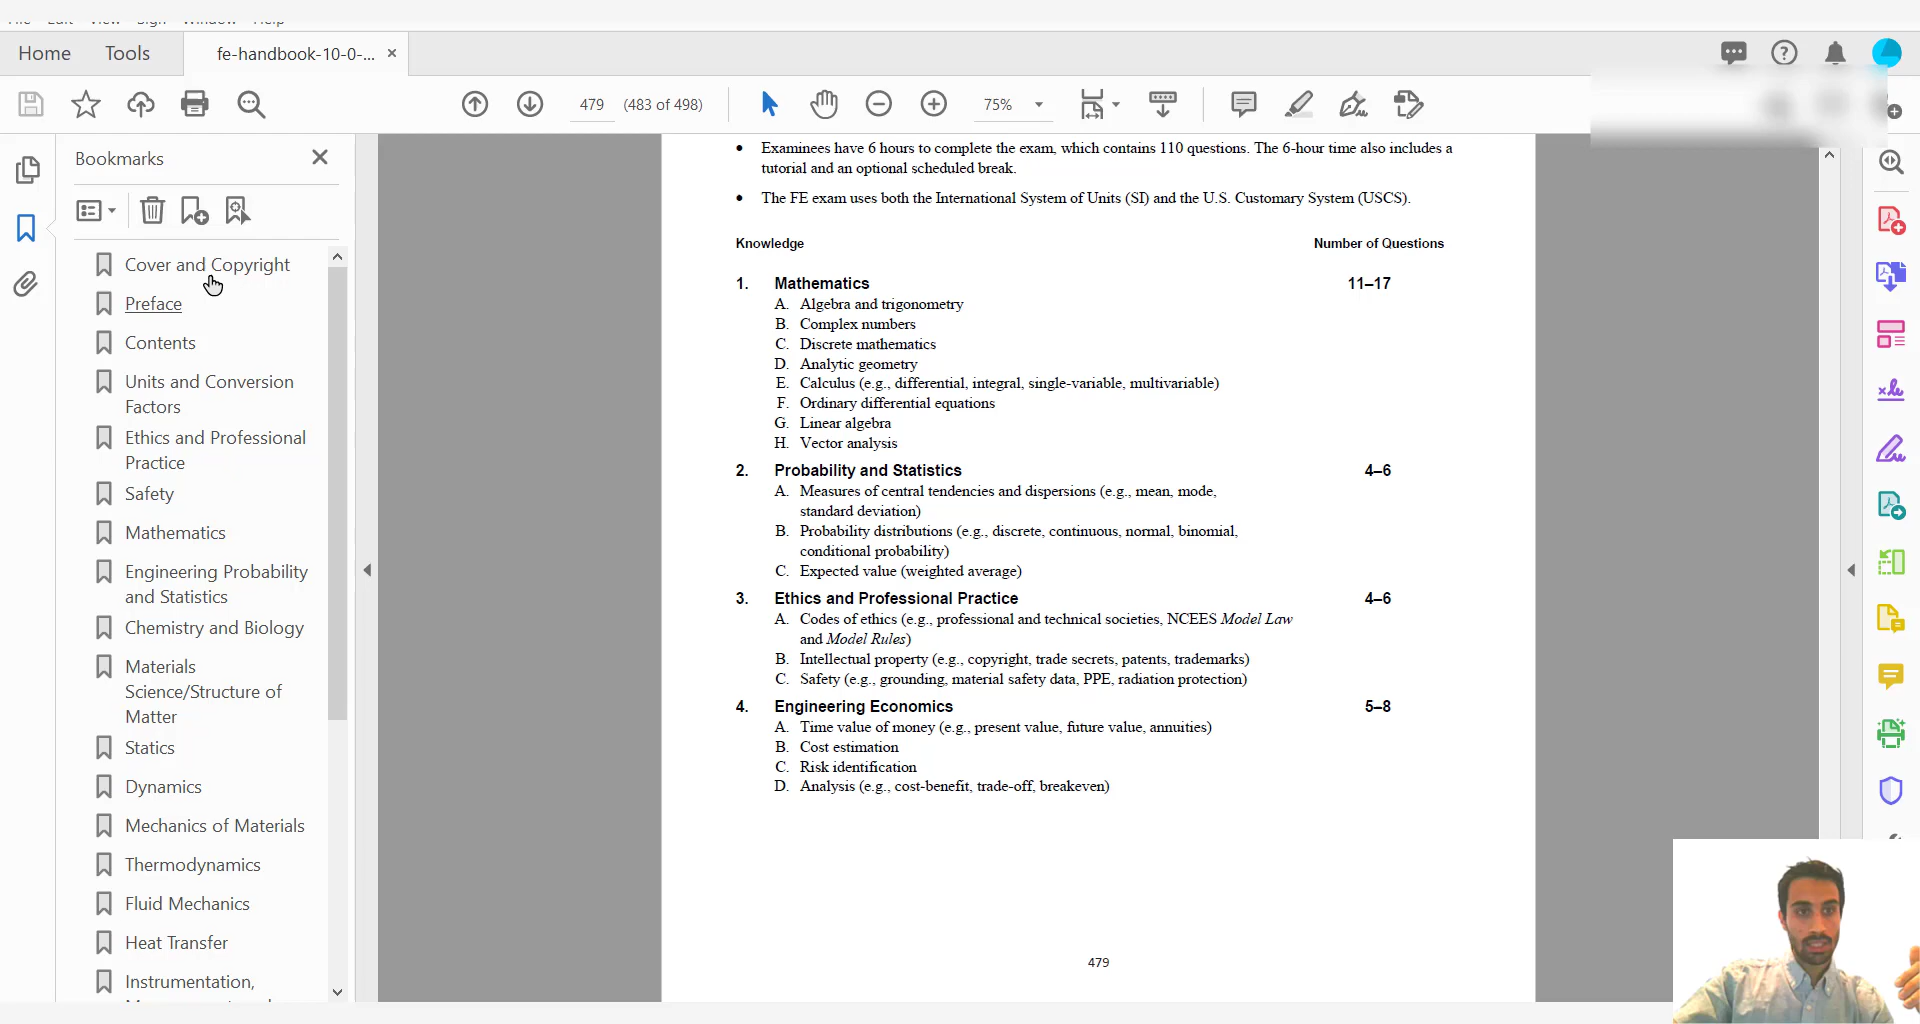 Home
Tools
fe-handbook-10-0-...
479
(483 of 498)
75%
Bookmarks
Cover and Copyright
Preface
Contents
Units and Conversion
Factors
Ethics and Professional
Practice
Safety
Mathematics
Engineering Probability
and Statistics
Chemistry and Biology
Materials
Science/Structure of
Matter
Statics
Dynamics
Mechanics of Materials
Thermodynamics
Fluid Mechanics
Heat Transfer
Instrumentation,
• Examinees have 6 hours to complete the exam, which contains 110 questions. The 6-hour time also includes a
tutorial and an optional scheduled break.
• The FE exam uses both the International System of Units (SI) and the U.S. Customary System (USCS).
Knowledge Number of Questions
1. Mathematics 11–17
A. Algebra and trigonometry
B. Complex numbers
C. Discrete mathematics
D. Analytic geometry
E. Calculus (e.g., differential, integral, single-variable, multivariable)
F. Ordinary differential equations
G. Linear algebra
H. Vector analysis
2. Probability and Statistics 4–6
A. Measures of central tendencies and dispersions (e.g., mean, mode,
standard deviation)
B. Probability distributions (e.g., discrete, continuous, normal, binomial,
conditional probability)
C. Expected value (weighted average)
3. Ethics and Professional Practice 4–6
A. Codes of ethics (e.g., professional and technical societies, NCEES Model Law
and Model Rules)
B. Intellectual property (e.g., copyright, trade secrets, patents, trademarks)
C. Safety (e.g., grounding, material safety data, PPE, radiation protection)
4. Engineering Economics 5–8
A. Time value of money (e.g., present value, future value, annuities)
B. Cost estimation
C. Risk identification
D. Analysis (e.g., cost-benefit, trade-off, breakeven)
479